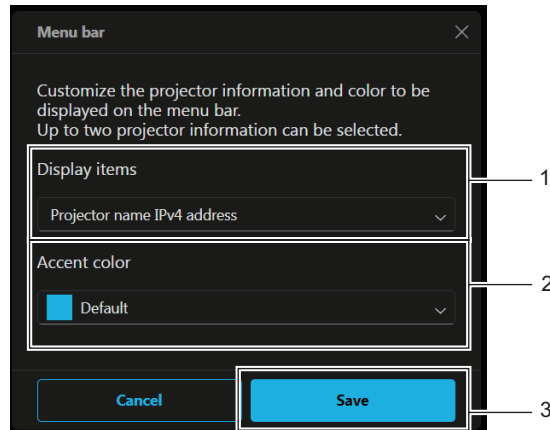 Menu bar
Customize the projector information and color to be
displayed on the menu bar.
Up to two projector information can be selected.
Display items
1
Projector name IPv4 address
Accent color
2
Default
Cancel
Save
3